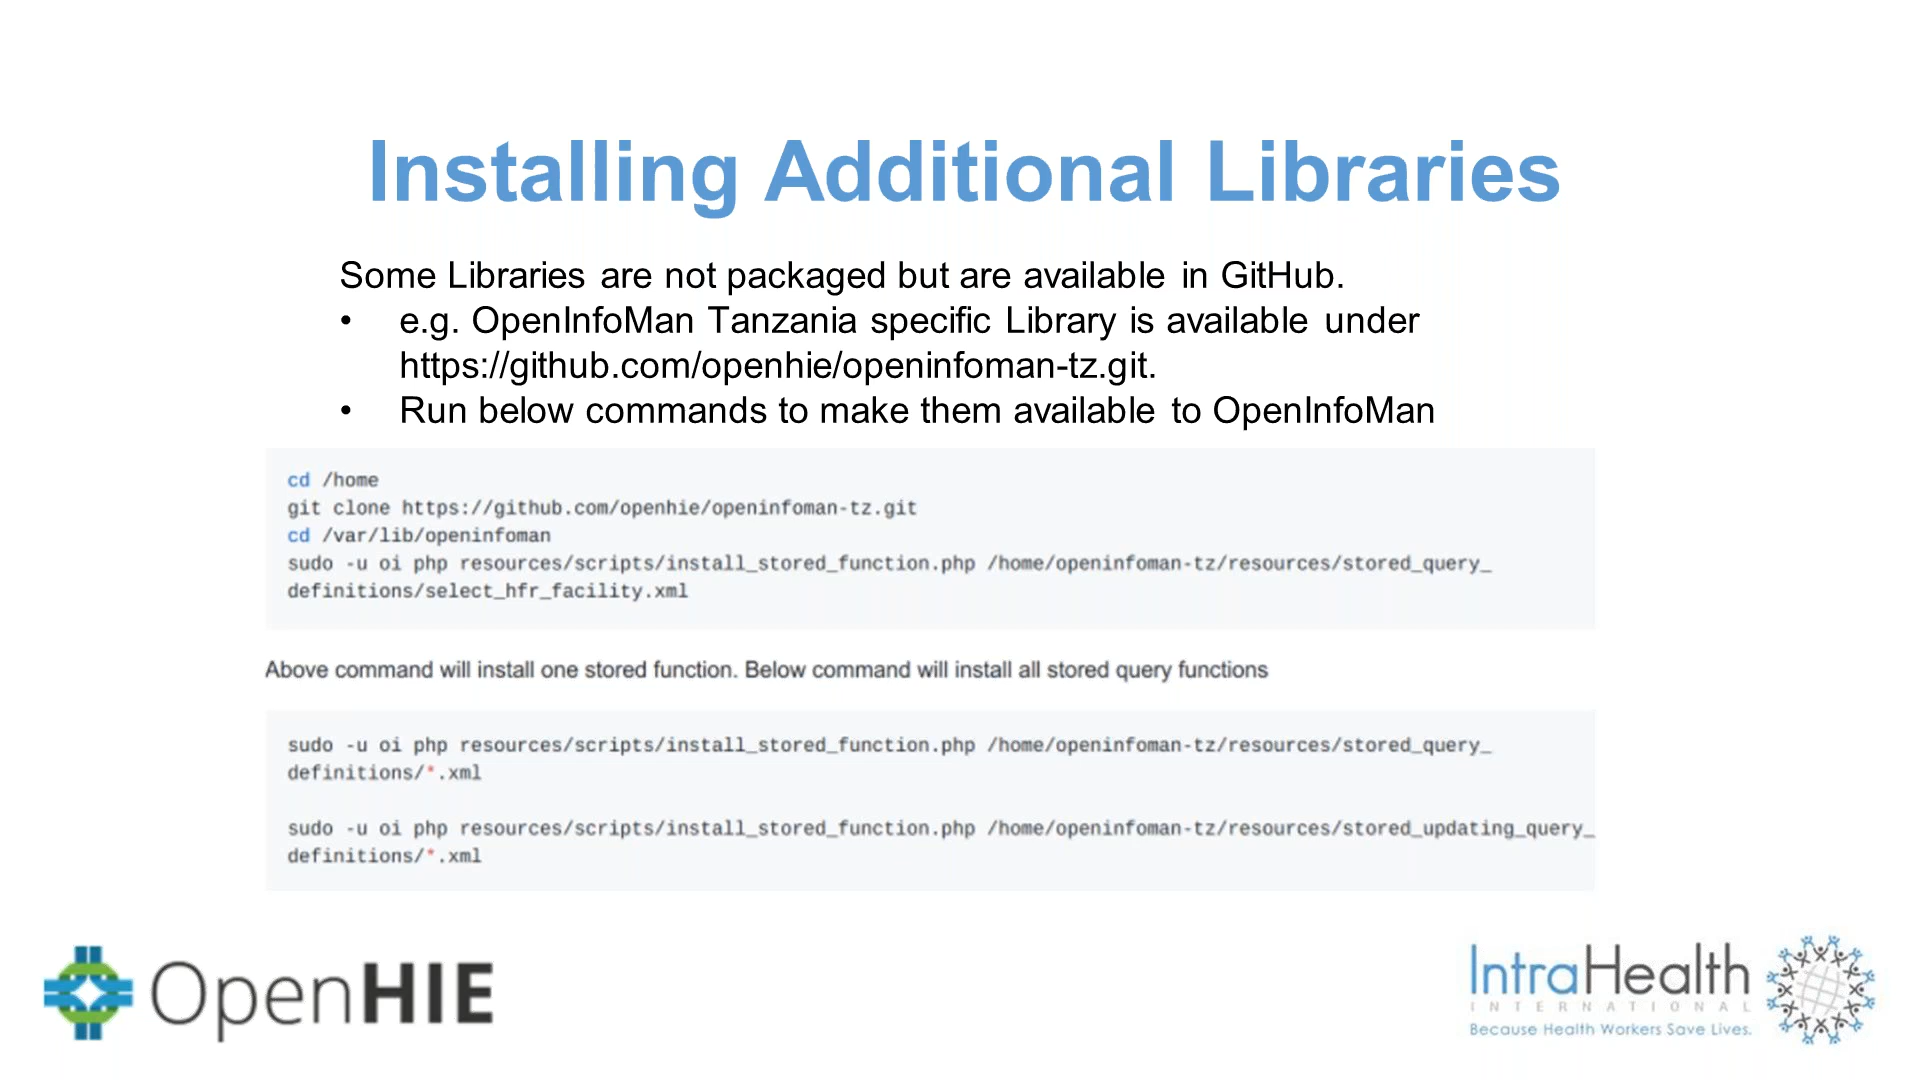 Installing Additional Libraries
Some Libraries are not packaged but are available in GitHub.
• e.g. OpenInfoMan Tanzania specific Library is available under
https://github.com/openhie/openinfoman-tz.git.
• Run below commands to make them available to OpenInfoMan
cd /home
git clone https://github.com/openhie/openinfoman-tz.git
cd /var/lib/openinfoman
sudo -u oi php resources/scripts/install_stored_function.php /home/openinfoman-tz/resources/stored_query_
definitions/select_hfr_facility.xml
Above command will install one stored function. Below command will install all stored query functions
sudo -u oi php resources/scripts/install_stored_function.php /home/openinfoman-tz/resources/stored_query_
definitions/*.xml
sudo -u oi php resources/scripts/install_stored_function.php /home/openinfoman-tz/resources/stored_updating_query_
definitions/*.xml
OpenHIE
IntraHealth
INTERNATIONAL
Because Health Workers Save Lives.